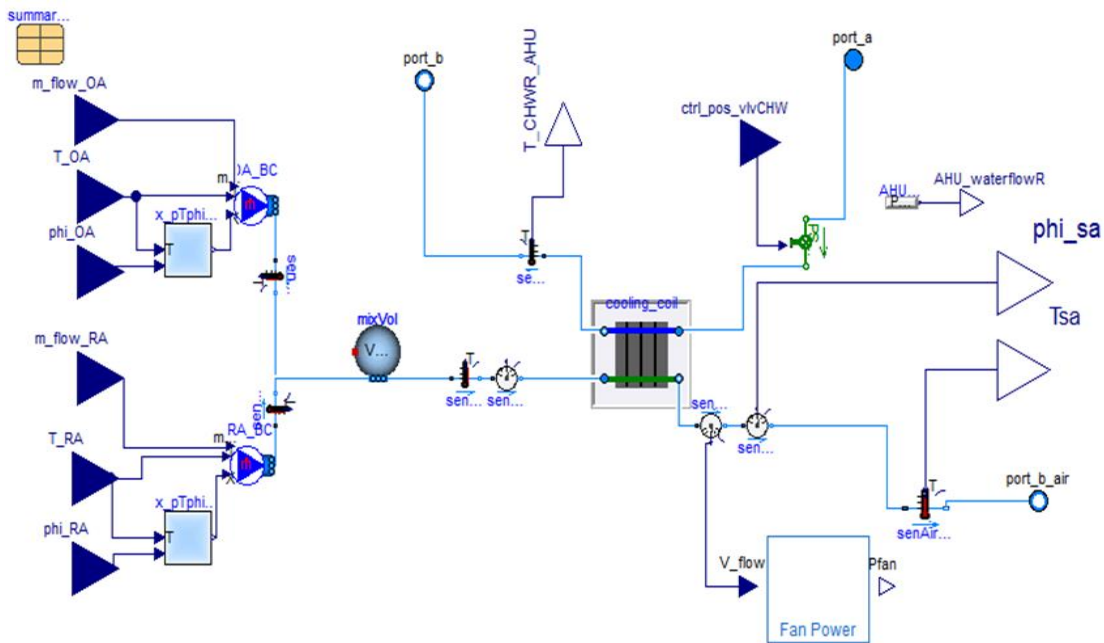 summar...
port_a
port_b
m_flow_OA
T_CHWR_AHU
ctrl_pos_vlvCHW
T_OA
OA_BC
m
AHU_waterflowR
AHU...
P...
x_pTphi...
phi_OA
T
phi_sa
T
se...
sen...
T
cooling_coil
Tsa
mixVol
V...
m_flow_RA
T
sen...
sen...
sen...
T
sen...
sen...
RA_BC
m
T_RA
X
port_b_air
x_pTphi...
T
T
phi_RA
senAir...
V_flow
Pfan
Fan Power